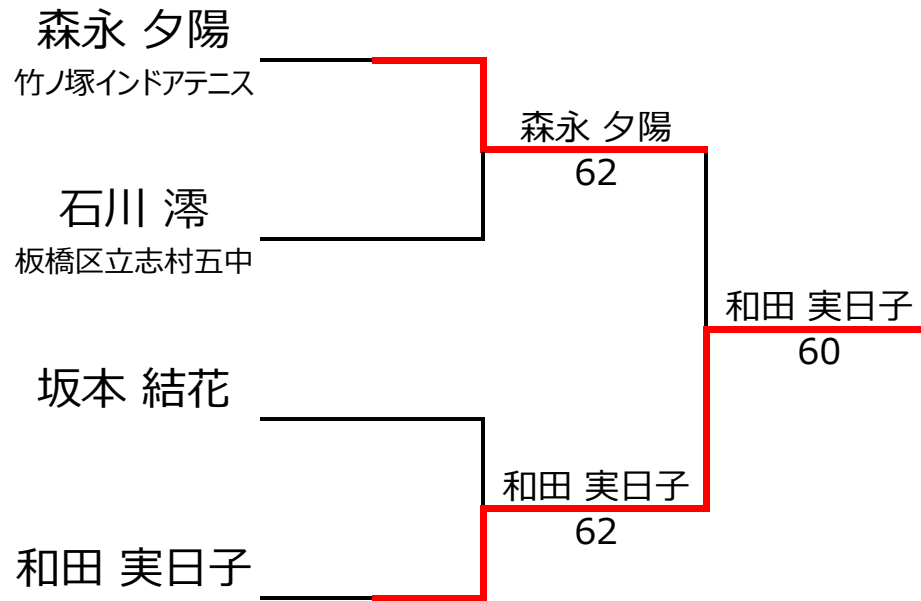 森永 夕陽
竹ノ塚インドアテニス
森永 夕陽
62
石川 澪
板橋区立志村五中
和田 実日子
60
坂本 結花
和田 実日子
62
和田 実日子